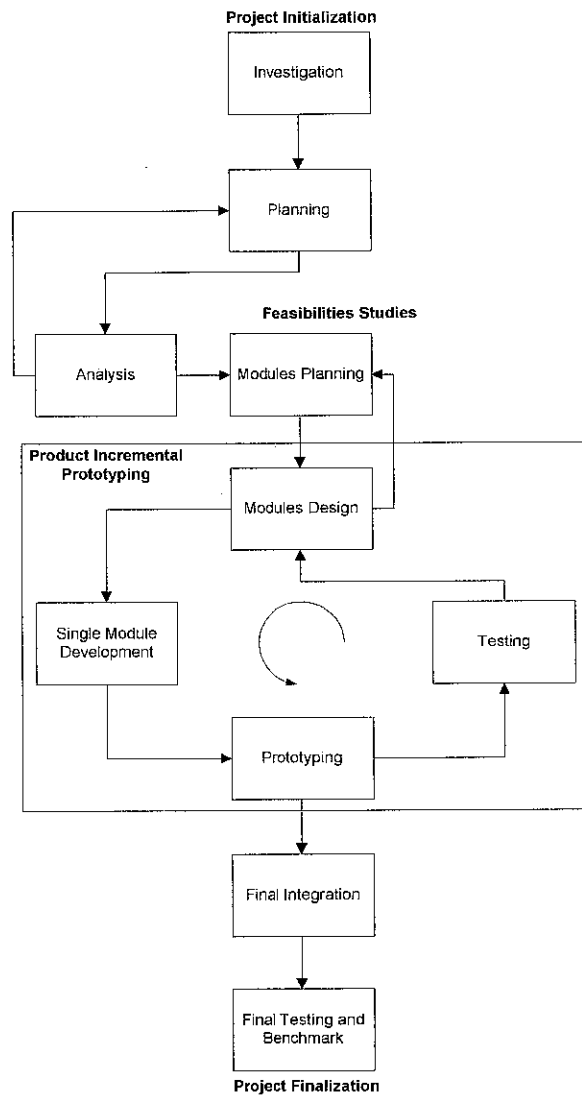 Project Initialization
Investigation
Planning
Feasibilities Studies
Analysis
Modules Planning
Product Incremental
Prototyping
Modules Design
Single Module
Development
Testing
Prototyping
Final Integration
Final Testing and
Benchmark
Project Finalization